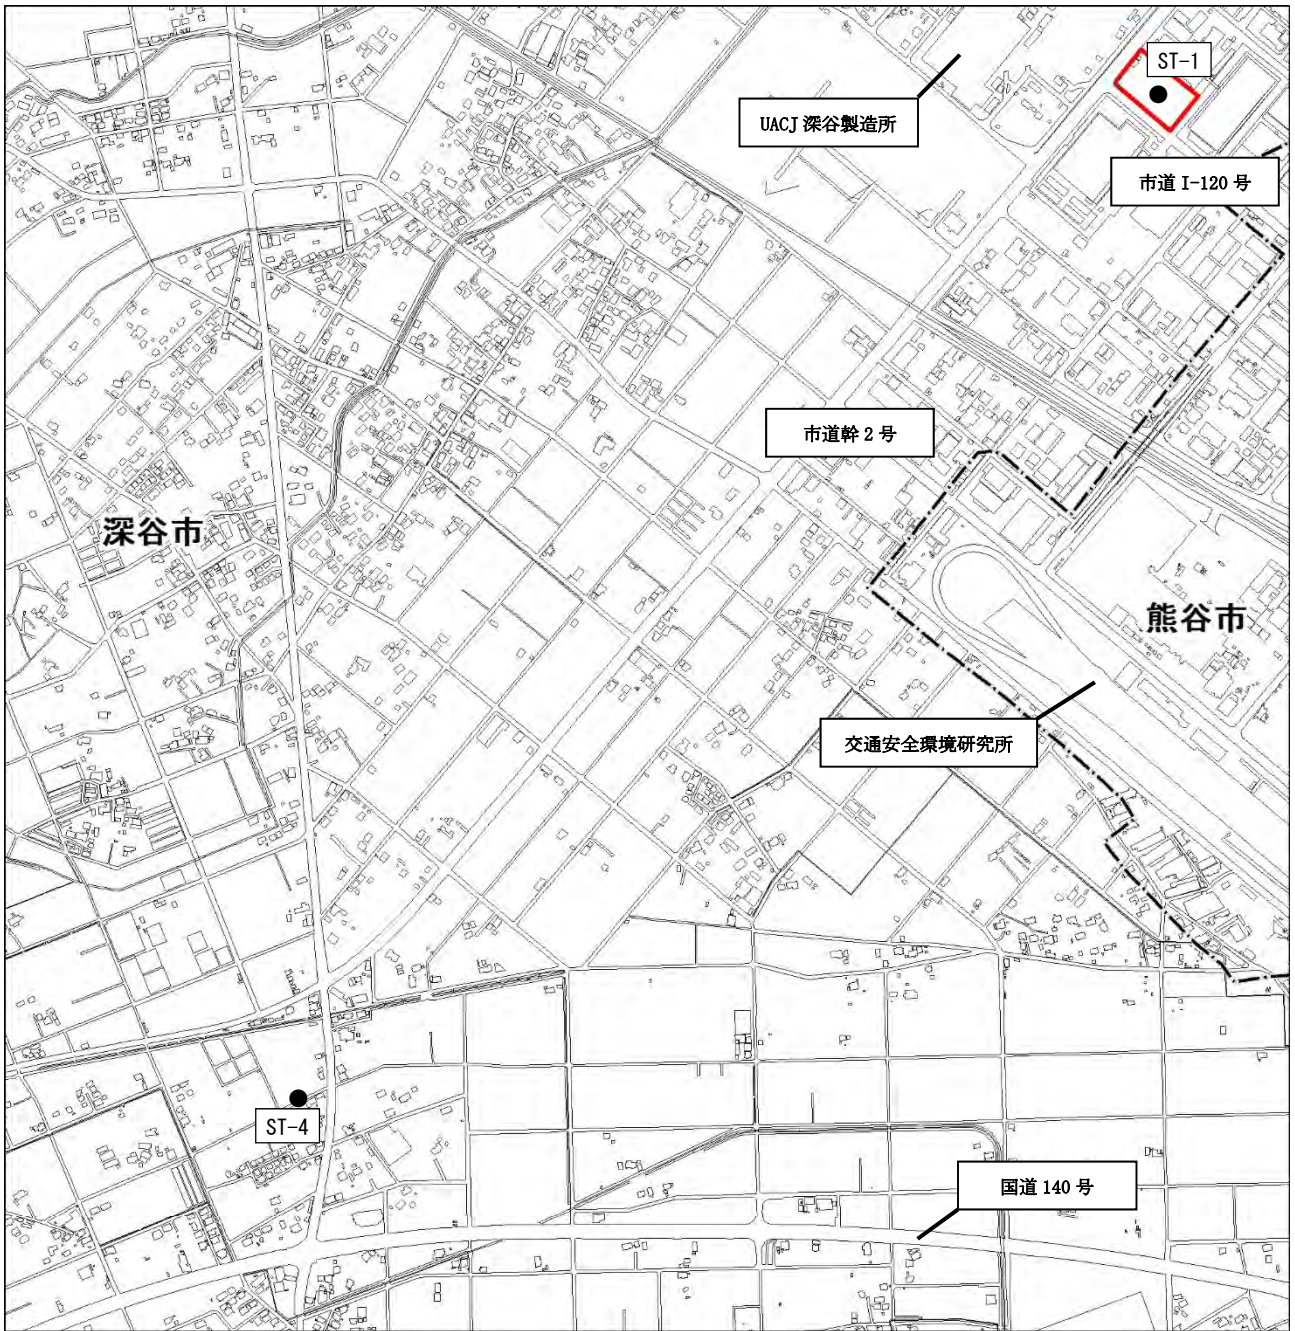 ST-1
UACJ 深谷製造所
市道 I-120 号
市道幹 2 号
深谷市
熊谷市
交通安全環境研究所
ST-4
国道 140 号